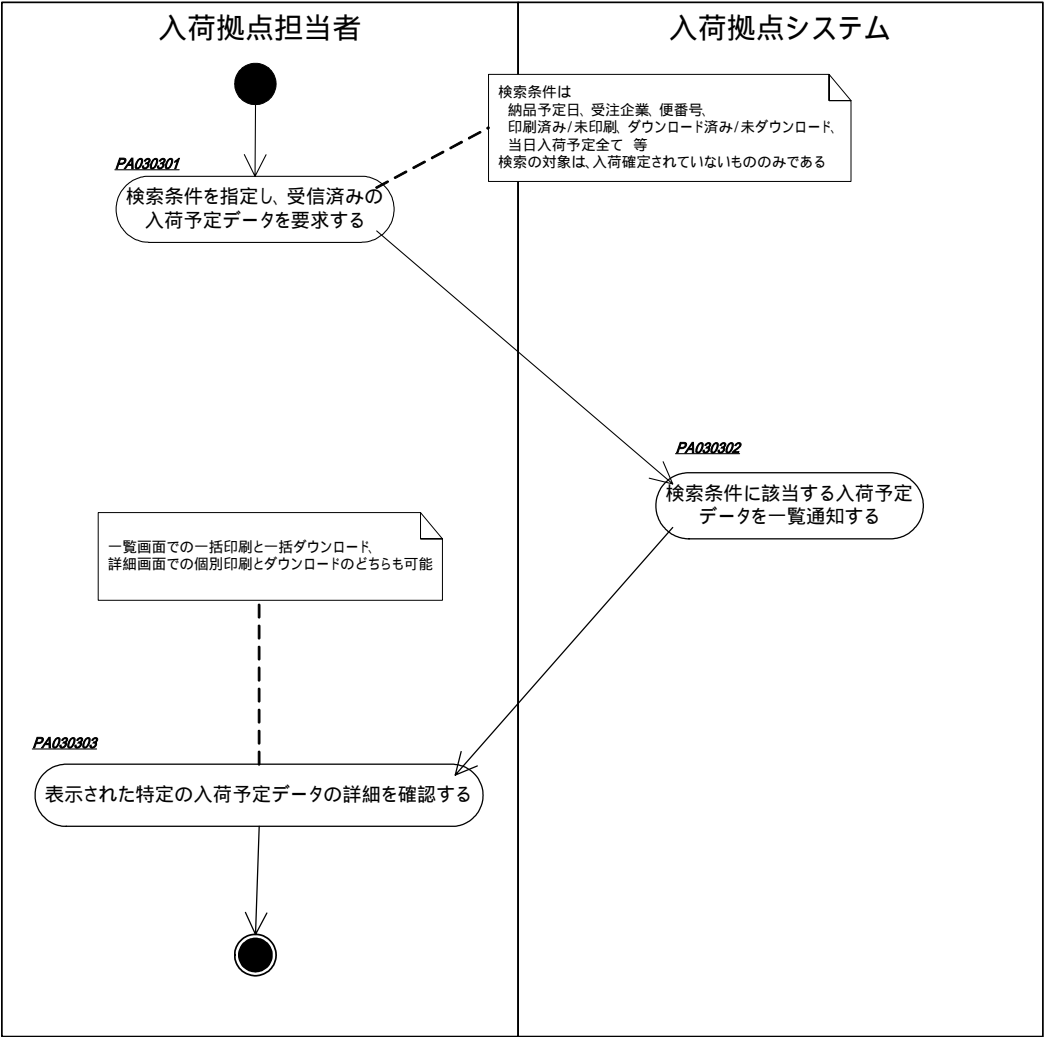 入荷拠点担当者
入荷拠点システム
検索条件は
納品予定日、受注企業、便番号、
印刷済み/未印刷、ダウンロード済み/未ダウンロード、
当日入荷予定全て 等
検索の対象は、入荷確定されていないもののみである
PA030301
検索条件を指定し、受信済みの
入荷予定データを要求する
PA030302
検索条件に該当する入荷予定
データを一覧通知する
一覧画面での一括印刷と一括ダウンロード、
詳細画面での個別印刷とダウンロードのどちらも可能
PA030303
表示された特定の入荷予定データの詳細を確認する